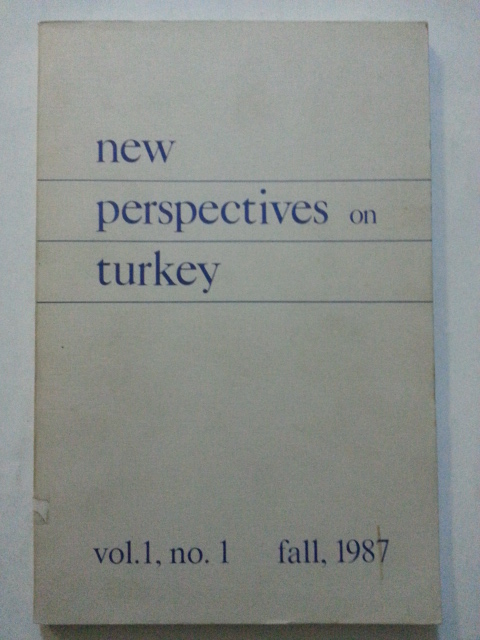 new
perspectives on
turkey
vol.1, no. 1 fall, 1987